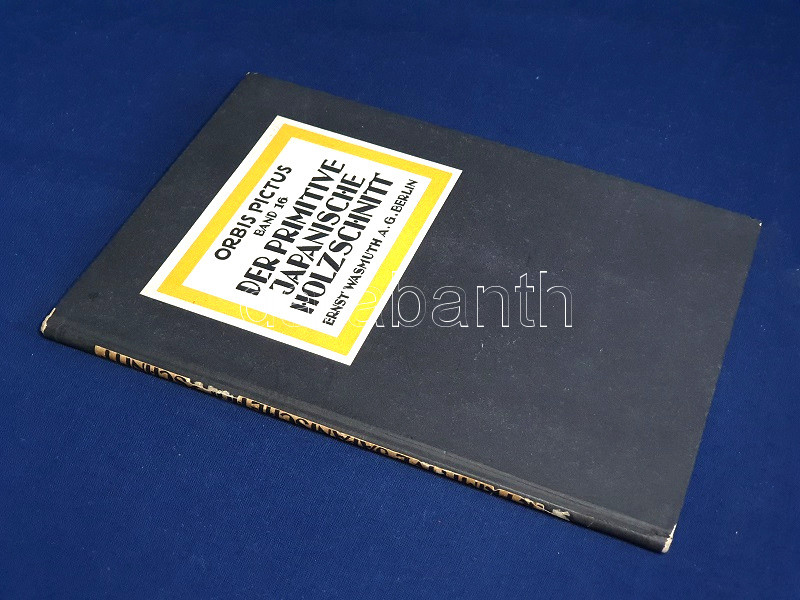 ORBIS PICTUS
BAND 16
DER PRIMITIVE
JAPANISCHE
HOLZSCHNITT
ERNST WASMUTH A. G. BERLIN